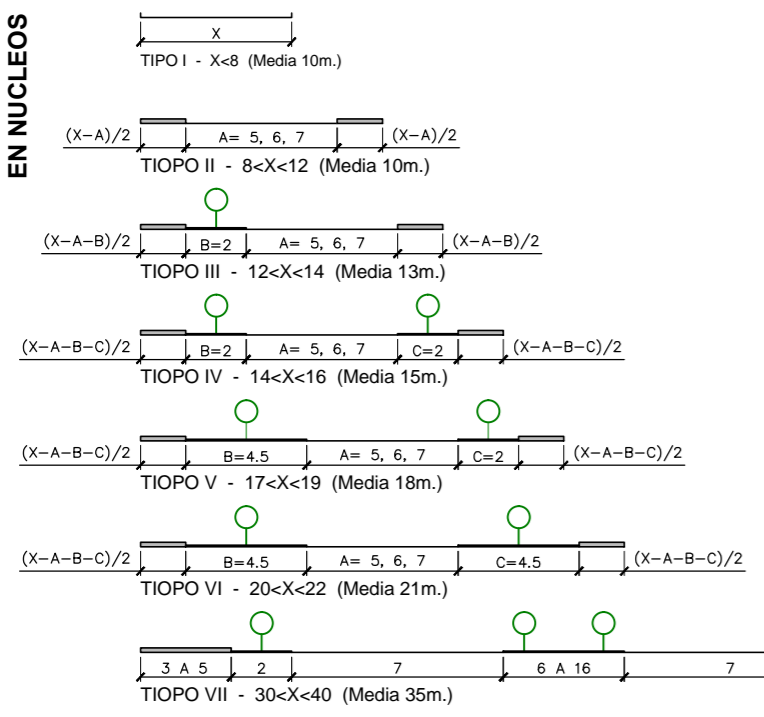 EN NUCLEOS
X
TIPO I - X<8 (Media 10m.)
(X-A)/2 A= 5, 6, 7 (X-A)/2
TIOPO II - 8<X<12 (Media 10m.)
(X-A-B)/2 B=2 A= 5, 6, 7 (X-A-B)/2
TIOPO III - 12<X<14 (Media 13m.)
(X-A-B-C)/2 B=2 A= 5, 6, 7 C=2 (X-A-B-C)/2
TIOPO IV - 14<X<16 (Media 15m.)
(X-A-B-C)/2 B=4.5 A= 5, 6, 7 C=2 (X-A-B-C)/2
TIOPO V - 17<X<19 (Media 18m.)
(X-A-B-C)/2 B=4.5 A= 5, 6, 7 C=4.5 (X-A-B-C)/2
TIOPO VI - 20<X<22 (Media 21m.)
3 A 5 2 7 6 A 16 7
TIOPO VII - 30<X<40 (Media 35m.)